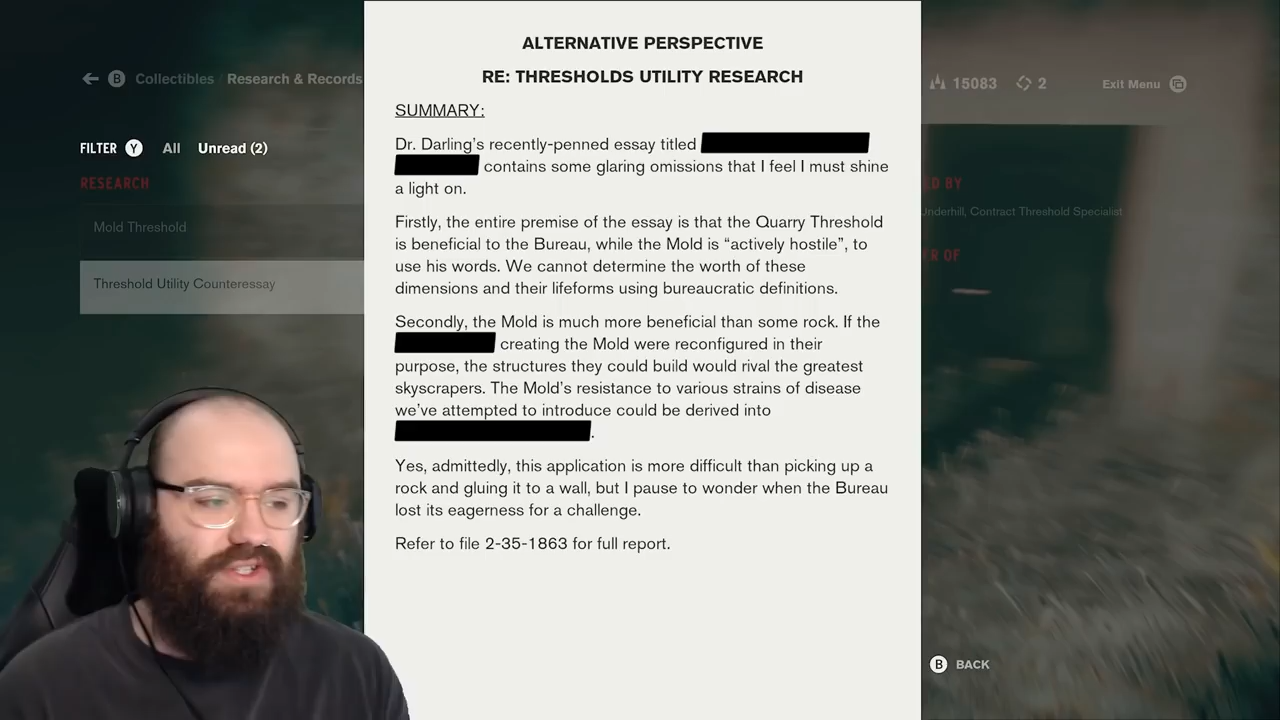 ALTERNATIVE PERSPECTIVE
RE: THRESHOLDS UTILITY RESEARCH
SUMMARY:
Dr. Darling's recently-penned essay titled
contains some glaring omissions that I feel I must shine
a light on.
Firstly, the entire premise of the essay is that the Quarry Threshold
is beneficial to the Bureau, while the Mold is “actively hostile”, to
use his words. We cannot determine the worth of these
dimensions and their lifeforms using bureaucratic definitions.
Secondly, the Mold is much more beneficial than some rock. If the
creating the Mold were reconfigured in their
purpose, the structures they could build would rival the greatest
skyscrapers. The Mold's resistance to various strains of disease
we've attempted to introduce could be derived into
.
Yes, admittedly, this application is more difficult than picking up a
rock and gluing it to a wall, but I pause to wonder when the Bureau
lost its eagerness for a challenge.
Refer to file 2-35-1863 for full report.
B Collectibles Research & Records
FILTER Y All Unread (2)
RESEARCH
Mold Threshold
Threshold Utility Counteressay
15083 2 Exit Menu
ED BY
Underhill, Contract Threshold Specialist
ER OF
B BACK